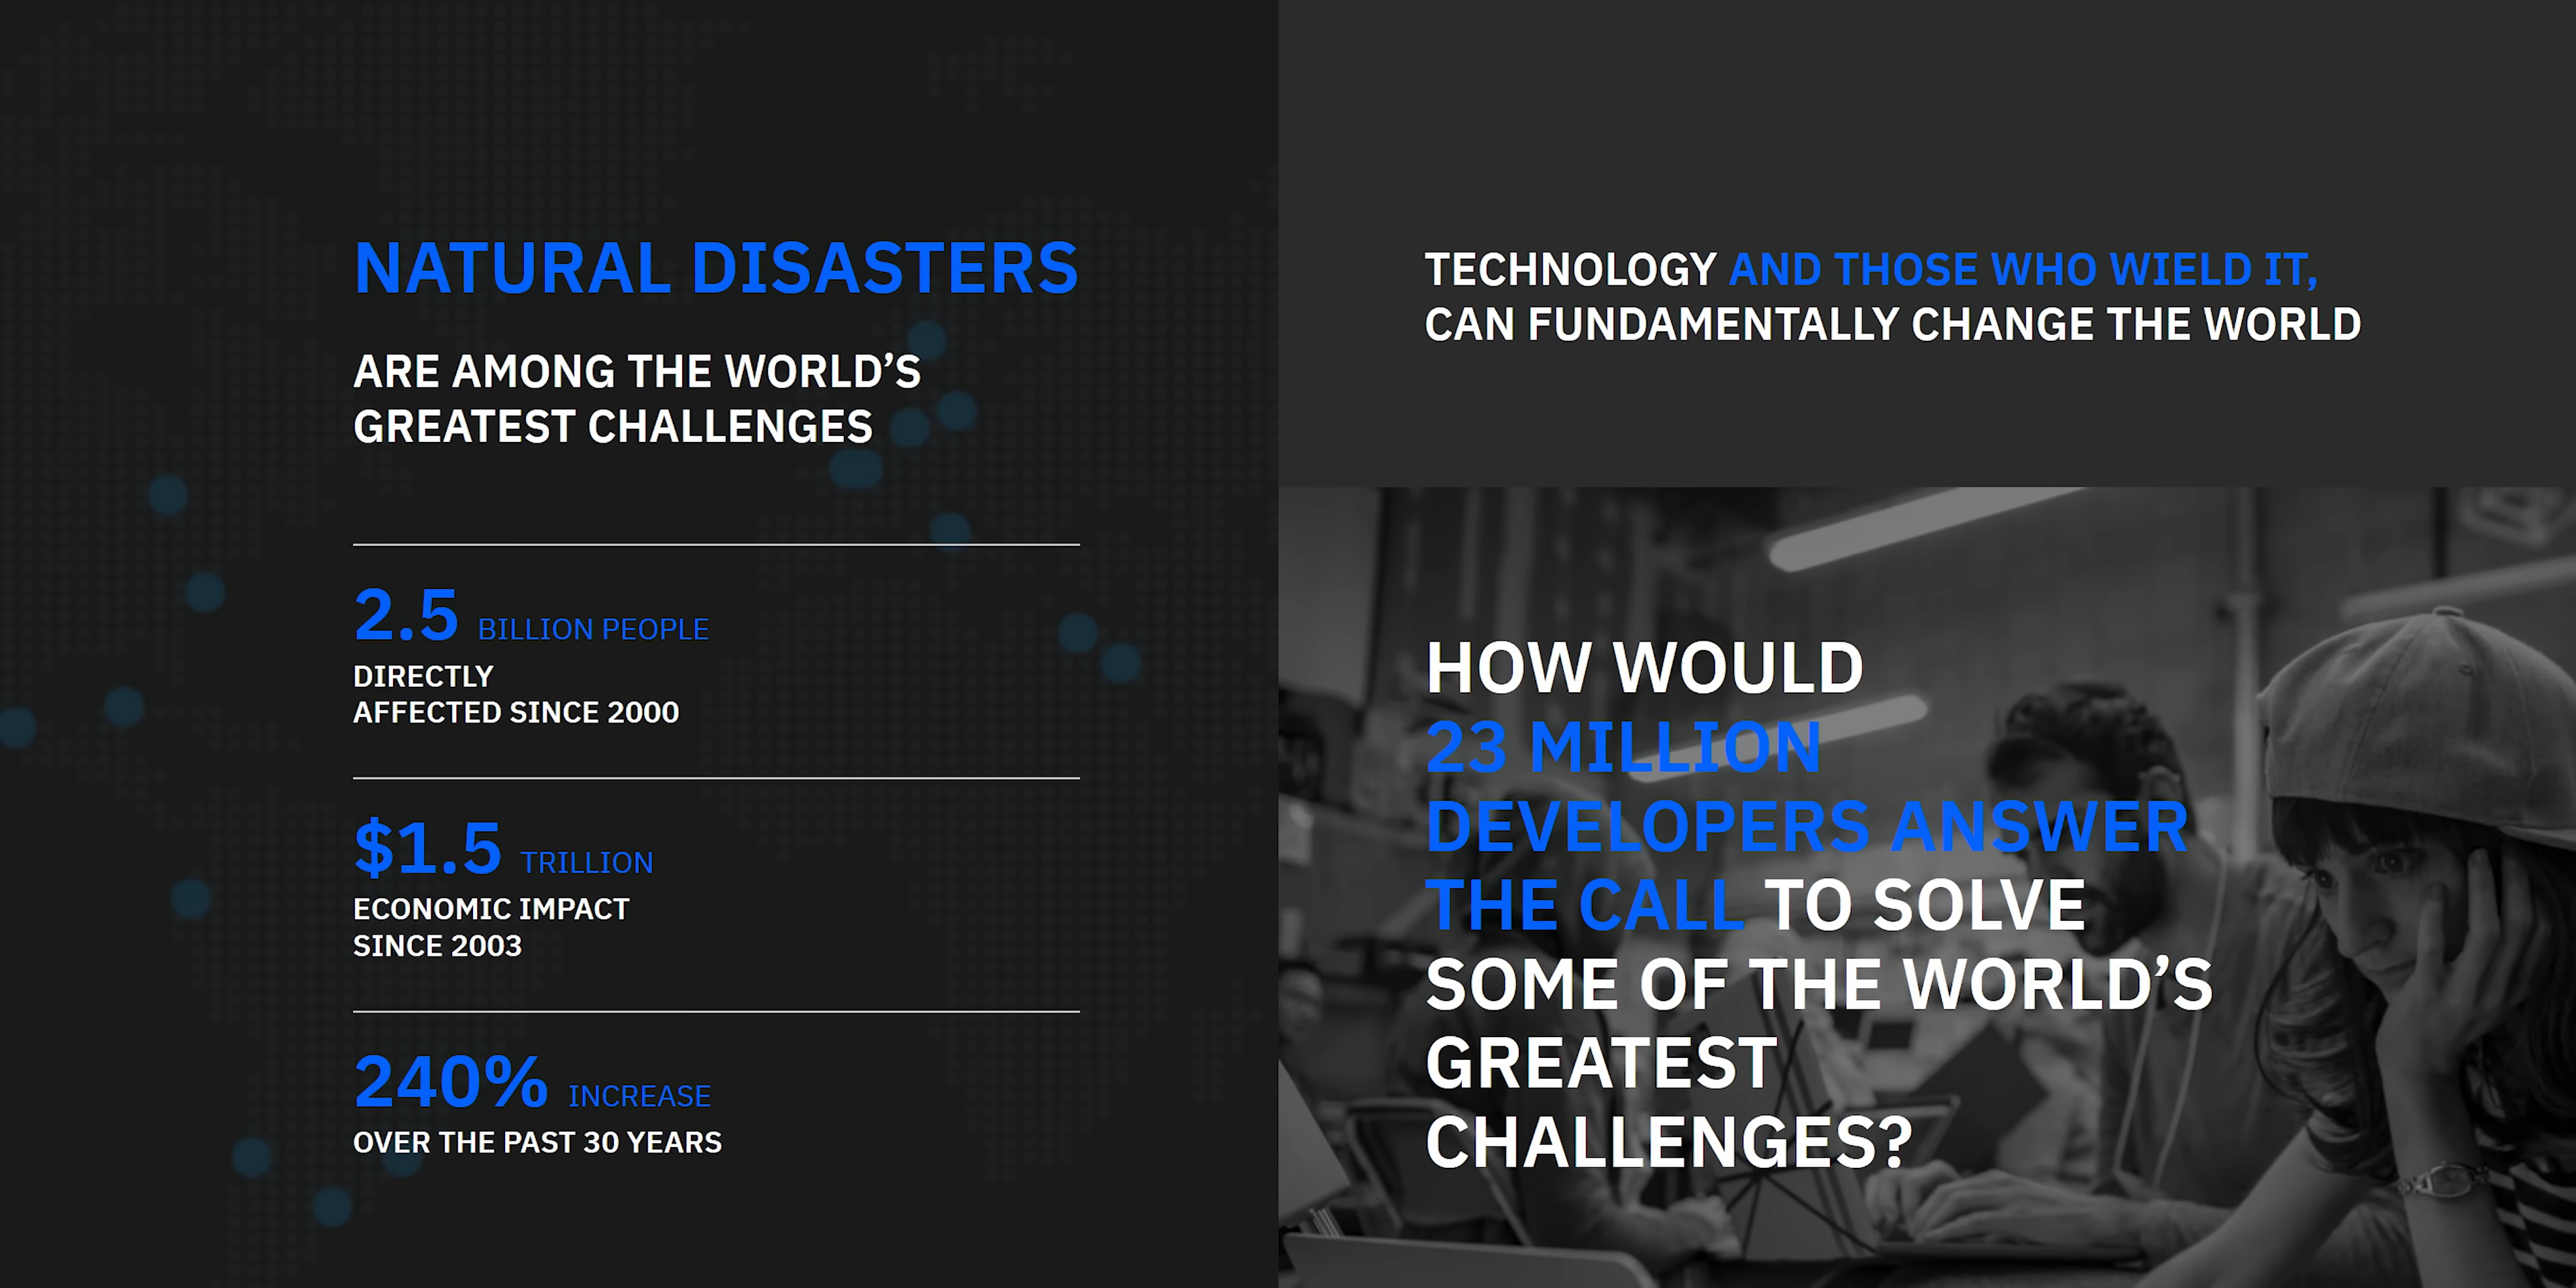 NATURAL DISASTERS
ARE AMONG THE WORLD’S
GREATEST CHALLENGES
2.5 BILLION PEOPLE
DIRECTLY
AFFECTED SINCE 2000
$1.5 TRILLION
ECONOMIC IMPACT
SINCE 2003
240% INCREASE
OVER THE PAST 30 YEARS
TECHNOLOGY AND THOSE WHO WIELD IT,
CAN FUNDAMENTALLY CHANGE THE WORLD
HOW WOULD
23 MILLION
DEVELOPERS ANSWER
THE CALL TO SOLVE
SOME OF THE WORLD’S
GREATEST
CHALLENGES?